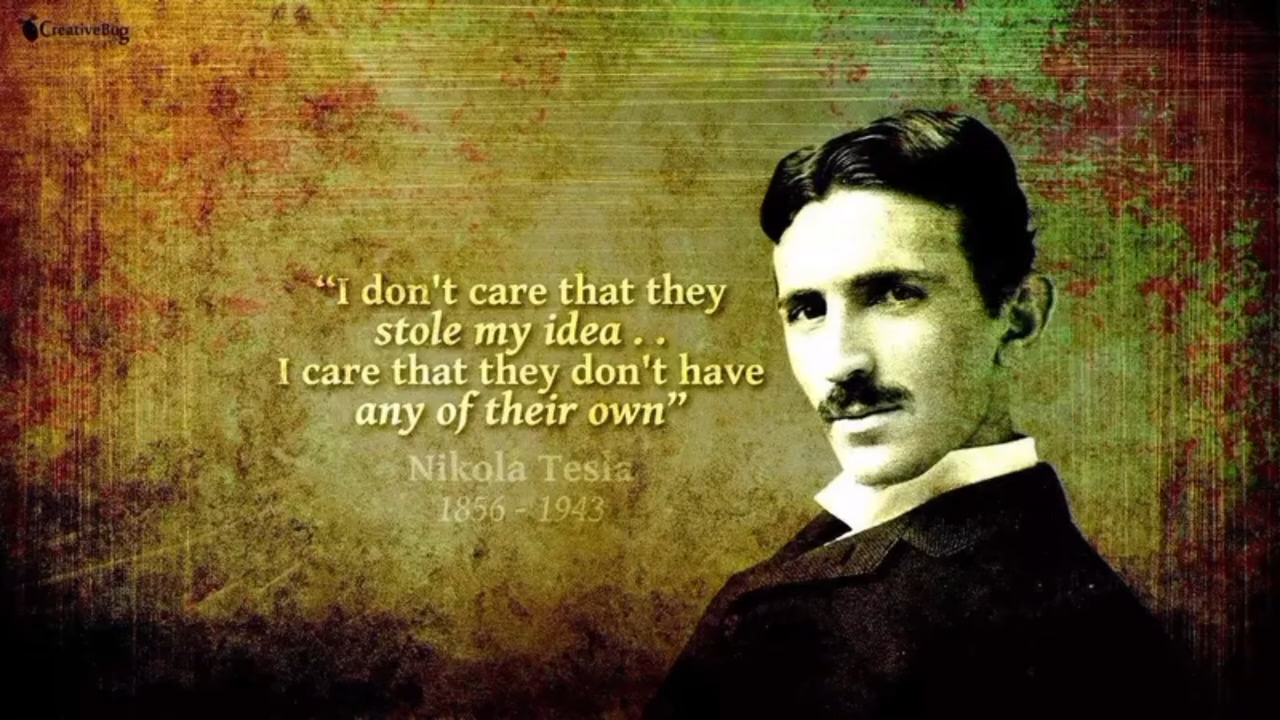 CreativeBug
“I don't care that they
stole my idea . .
I care that they don't have
any of their own”
Nikola Tesla
1856 - 1943